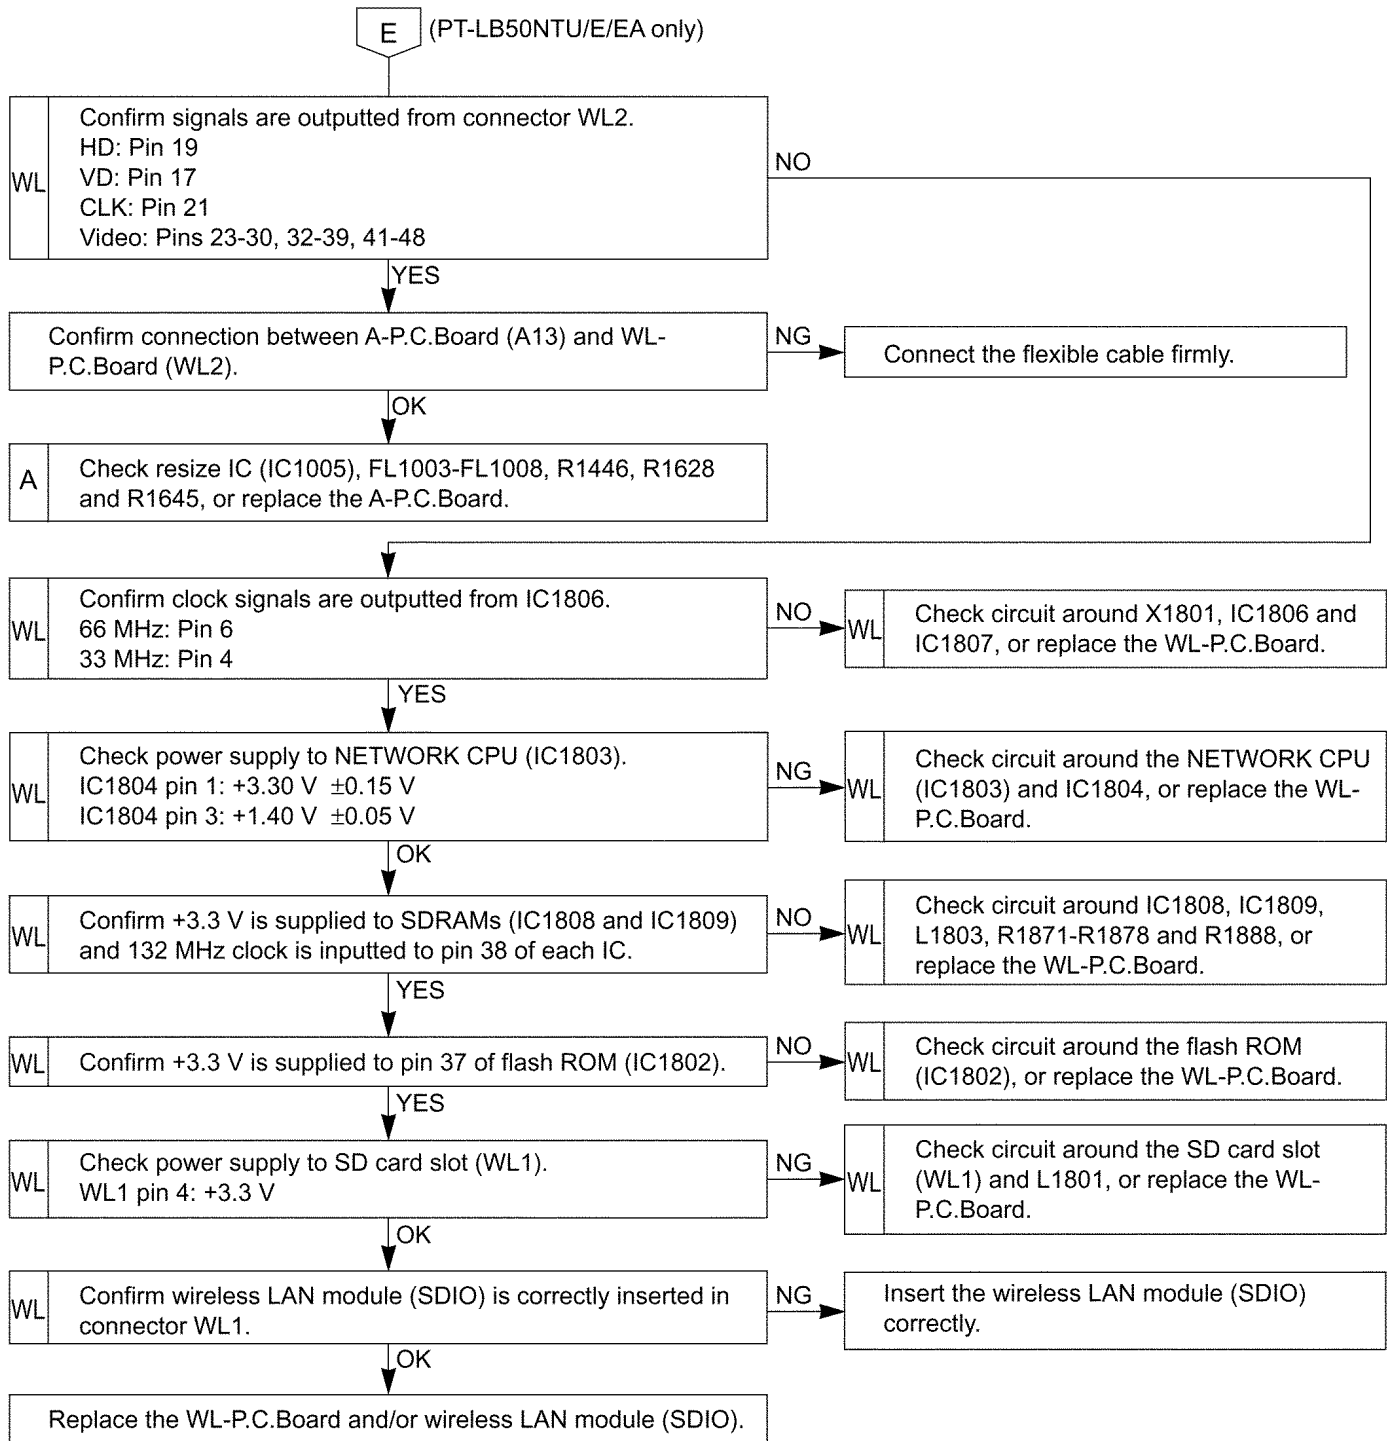 E
(PT-LB50NTU/E/EA only)
WL
Confirm signals are outputted from connector WL2.
HD: Pin 19
VD: Pin 17
CLK: Pin 21
Video: Pins 23-30, 32-39, 41-48
NO
YES
Confirm connection between A-P.C.Board (A13) and WL-
P.C.Board (WL2).
NG
Connect the flexible cable firmly.
OK
A
Check resize IC (IC1005), FL1003-FL1008, R1446, R1628
and R1645, or replace the A-P.C.Board.
WL
Confirm clock signals are outputted from IC1806.
66 MHz: Pin 6
33 MHz: Pin 4
NO
WL
Check circuit around X1801, IC1806 and
IC1807, or replace the WL-P.C.Board.
YES
WL
Check power supply to NETWORK CPU (IC1803).
IC1804 pin 1: +3.30 V ±0.15 V
IC1804 pin 3: +1.40 V ±0.05 V
NG
WL
Check circuit around the NETWORK CPU
(IC1803) and IC1804, or replace the WL-
P.C.Board.
OK
WL
Confirm +3.3 V is supplied to SDRAMs (IC1808 and IC1809)
and 132 MHz clock is inputted to pin 38 of each IC.
NO
WL
Check circuit around IC1808, IC1809,
L1803, R1871-R1878 and R1888, or
replace the WL-P.C.Board.
YES
WL
Confirm +3.3 V is supplied to pin 37 of flash ROM (IC1802).
NO
WL
Check circuit around the flash ROM
(IC1802), or replace the WL-P.C.Board.
YES
WL
Check power supply to SD card slot (WL1).
WL1 pin 4: +3.3 V
NG
WL
Check circuit around the SD card slot
(WL1) and L1801, or replace the WL-
P.C.Board.
OK
WL
Confirm wireless LAN module (SDIO) is correctly inserted in
connector WL1.
NG
Insert the wireless LAN module (SDIO)
correctly.
OK
Replace the WL-P.C.Board and/or wireless LAN module (SDIO).